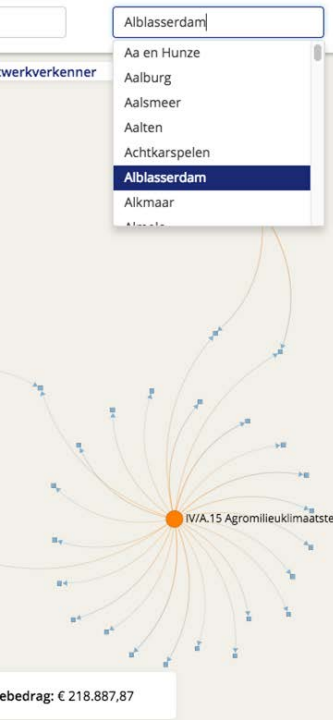 Alblasserdam
Aa en Hunze
twerkverkenner
Aalburg
Aalsmeer
Aalten
Achtkarspelen
Alblasserdam
Alkmaar
IV/A.15 Agromilieuklimaatste
ebedrag: € 218.887,87